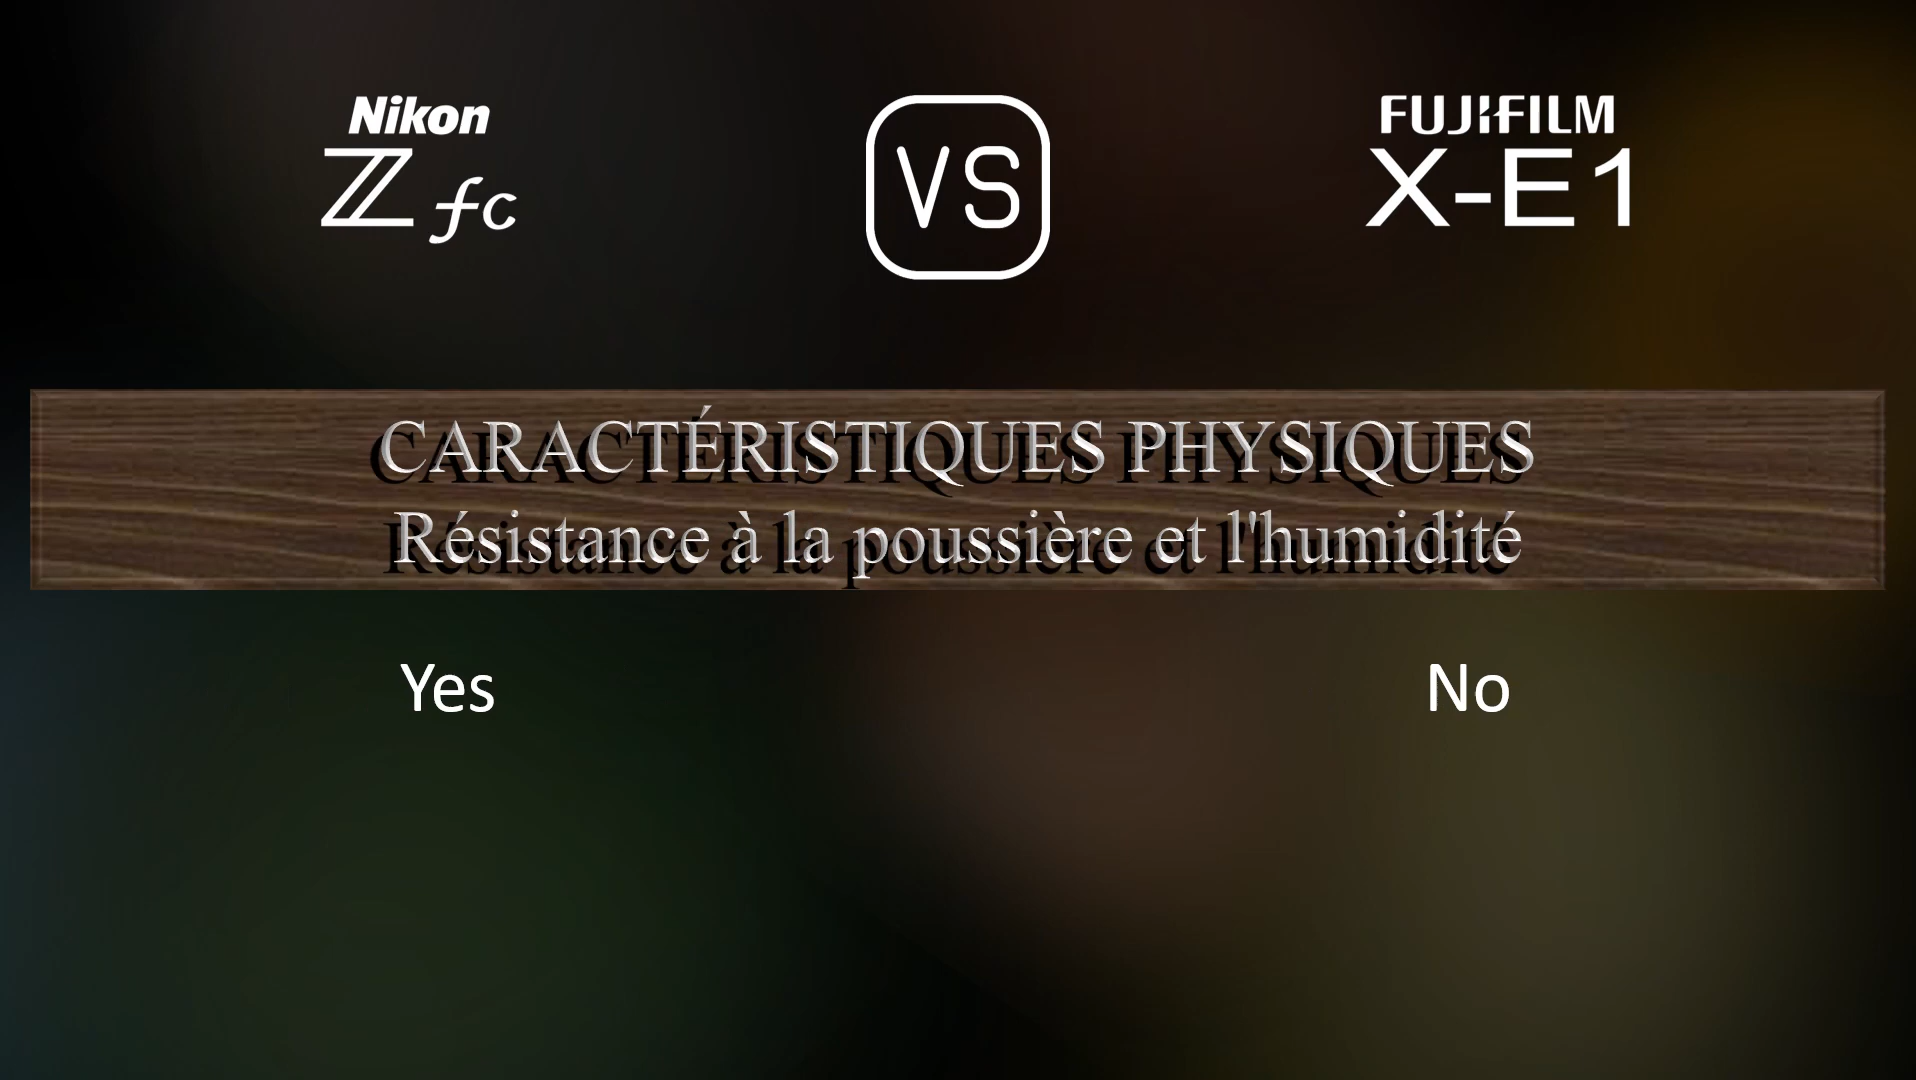 Nikon
Z fc
VS
FUJIFILM
X-E1
CARACTÉRISTIQUES PHYSIQUES
Résistance à la poussière et l'humidité
Yes
No